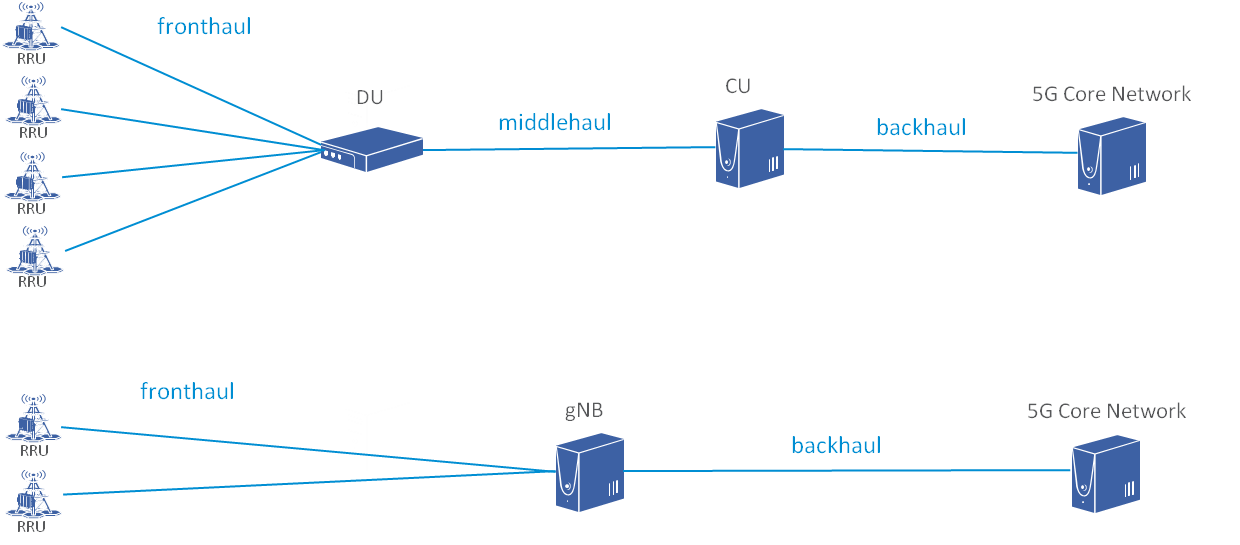 fronthaul
RRU
DU
CU
5G Core Network
RRU
middlehaul
backhaul
RRU
RRU
fronthaul
gNB
5G Core Network
RRU
backhaul
RRU